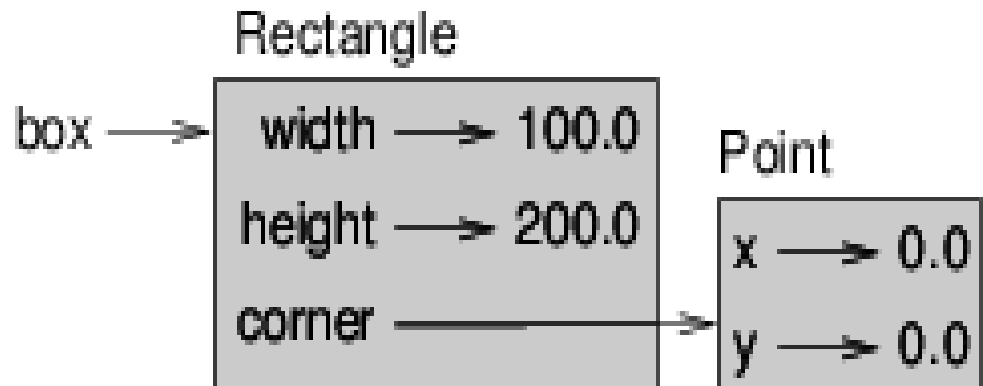 Rectangle
box
width 100.0
height 200.0
corner
Point
x 0.0
y 0.0